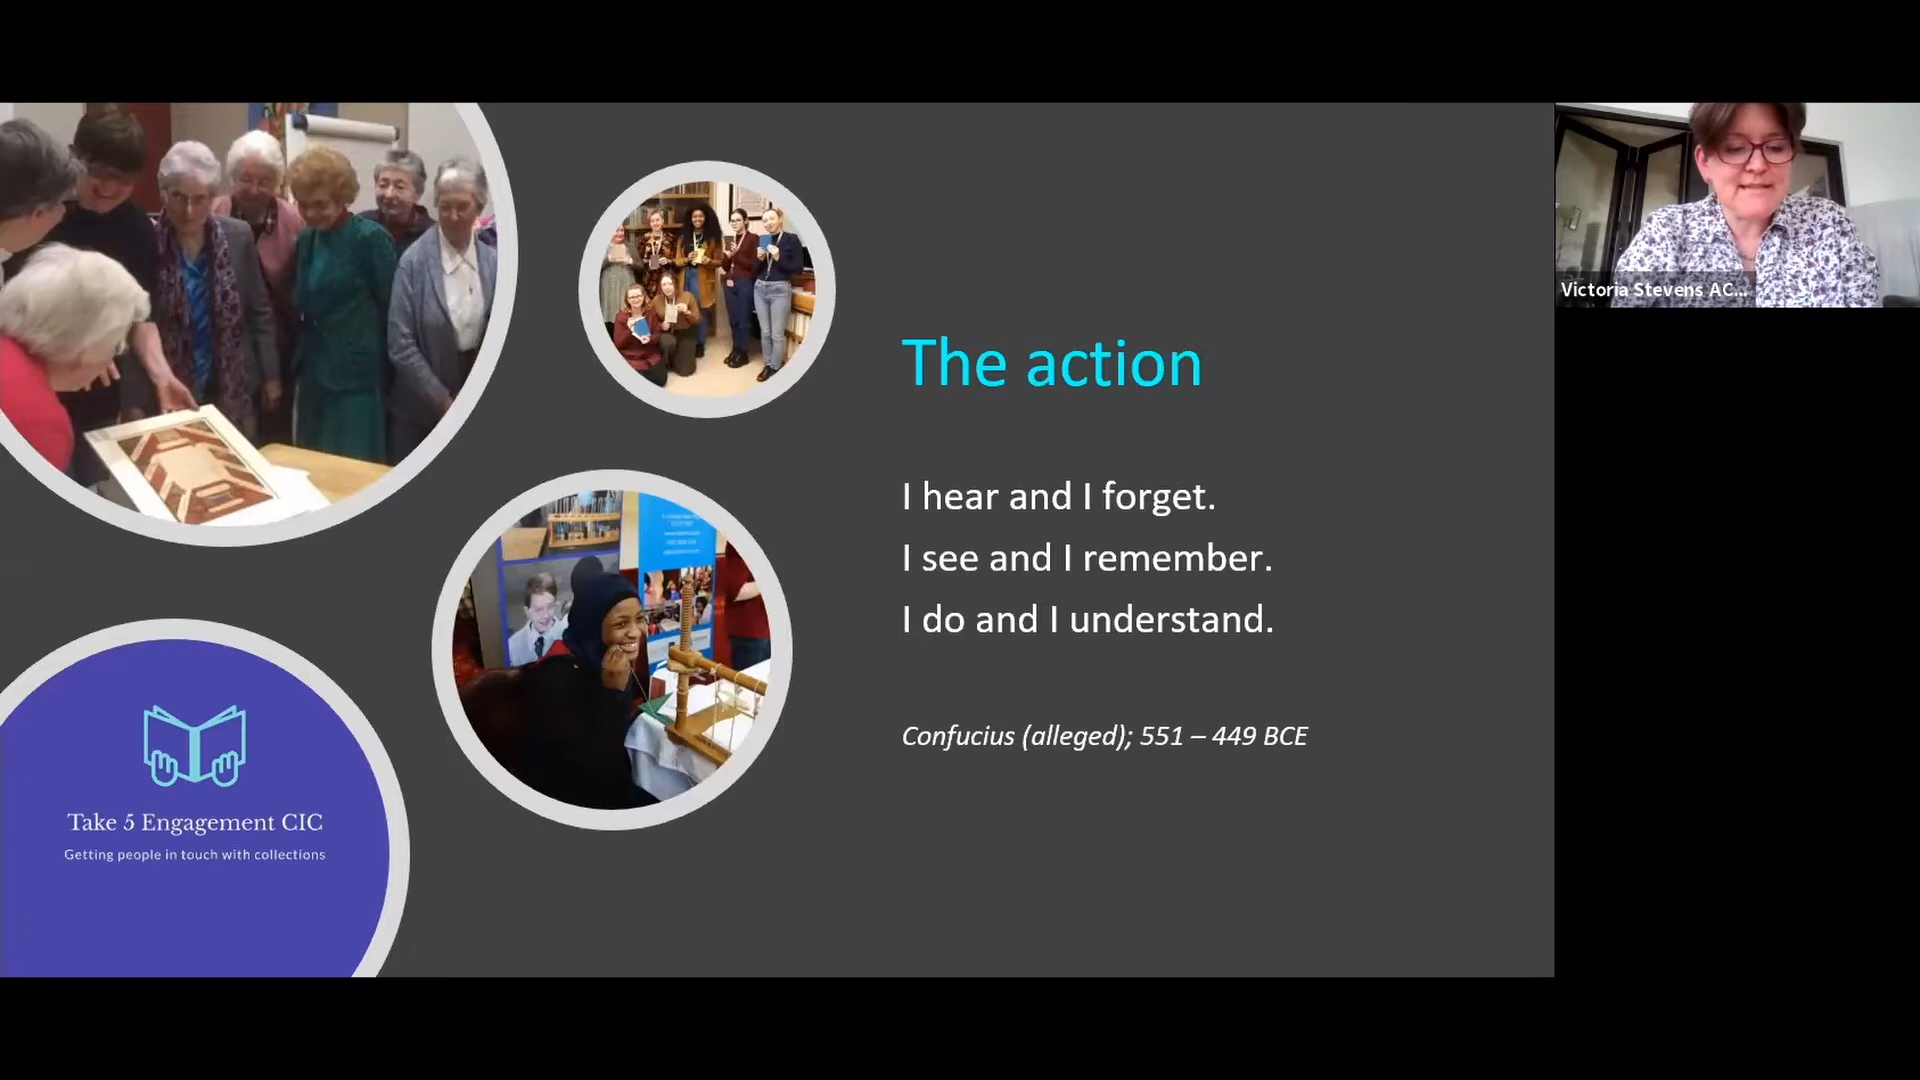 The action
I hear and I forget.
I see and I remember.
I do and I understand.
Confucius (alleged); 551 – 449 BCE
Take 5 Engagement CIC
Getting people in touch with collections
Victoria Stevens AC...